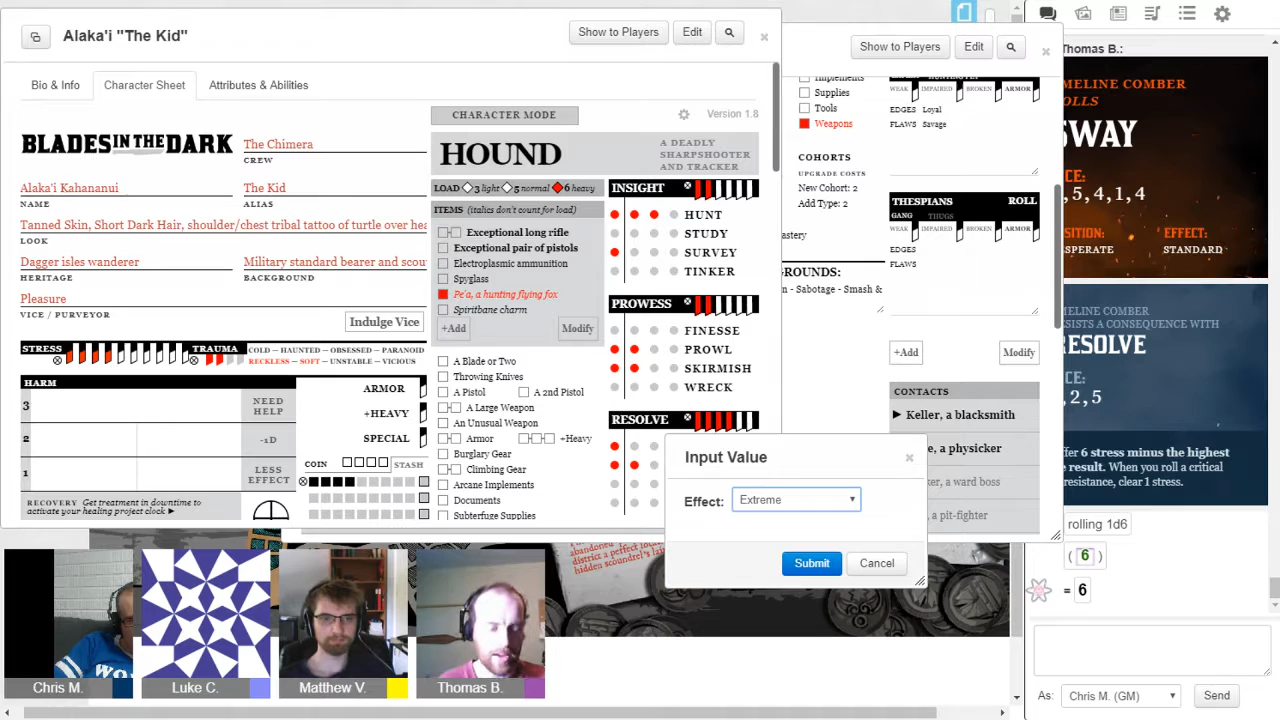 Alaka'i "The Kid"
Show to Players
Edit
Bio & Info
Character Sheet
Attributes & Abilities
CHARACTER MODE
Version 1.8
BLADES IN THE DARK
The Chimera
CREW
HOUND
A DEADLY
SHARPSHOOTER
AND TRACKER
Alaka'i Kahananui
NAME
The Kid
ALIAS
Tanned Skin, Short Dark Hair, shoulder/chest tribal tattoo of turtle over hea
LOOK
Dagger isles wanderer
HERITAGE
Military standard bearer and scou
BACKGROUND
Pleasure
VICE / PURVEYOR
Indulge Vice
STRESS
TRAUMA
COLD — HAUNTED — OBSESSED — PARANOID
RECKLESS — SOFT — UNSTABLE — VICIOUS
HARM
3
NEED
HELP
2
-1D
1
LESS
EFFECT
RECOVERY Get treatment in downtime to
activate your healing project clock ►
ARMOR
+HEAVY
SPECIAL
COIN
STASH
LOAD 3 light 5 normal 6 heavy
ITEMS (italics don't count for load)
Exceptional long rifle
Exceptional pair of pistols
Electroplasmic ammunition
Spyglass
Pe'a, a hunting flying fox
Spiritbane charm
+Add
Modify
A Blade or Two
Throwing Knives
A Pistol
A 2nd Pistol
A Large Weapon
An Unusual Weapon
Armor
+Heavy
Burglary Gear
Climbing Gear
Arcane Implements
Documents
Subterfuge Supplies
INSIGHT
HUNT
STUDY
SURVEY
TINKER
PROWESS
FINESSE
PROWL
SKIRMISH
WRECK
RESOLVE
Show to Players
Edit
Implements
Supplies
Tools
Weapons
COHORTS
UPGRADE COSTS
New Cohort: 2
Add Type: 2
astery
GROUNDS:
n - Sabotage - Smash &
WEAK
IMPAIRED
BROKEN
ARMOR
EDGES Loyal
FLAWS Savage
THESPIANS
ROLL
GANG
THUGS
WEAK
IMPAIRED
BROKEN
ARMOR
EDGES
FLAWS
+Add
Modify
CONTACTS
► Keller, a blacksmith
e, a physicker
ker, a ward boss
, a pit-fighter
Input Value
Effect:
Extreme
Submit
Cancel
abandoned
district a perfect loca
hidden scoundrel's lai
Chris M.
Luke C.
Matthew V.
Thomas B.
Thomas B.:
MELINE COMBER
OLLS
SWAY
CE:
,5,4,1,4
SITION:
EFFECT:
SPERATE
STANDARD
MELINE COMBER
SISTS A CONSEQUENCE WITH
RESOLVE
CE:
,2,5
uffer 6 stress minus the highest
e result. When you roll a critical
resistance, clear 1 stress.
rolling 1d6
( 6 )
= 6
As:
Chris M. (GM)
Send